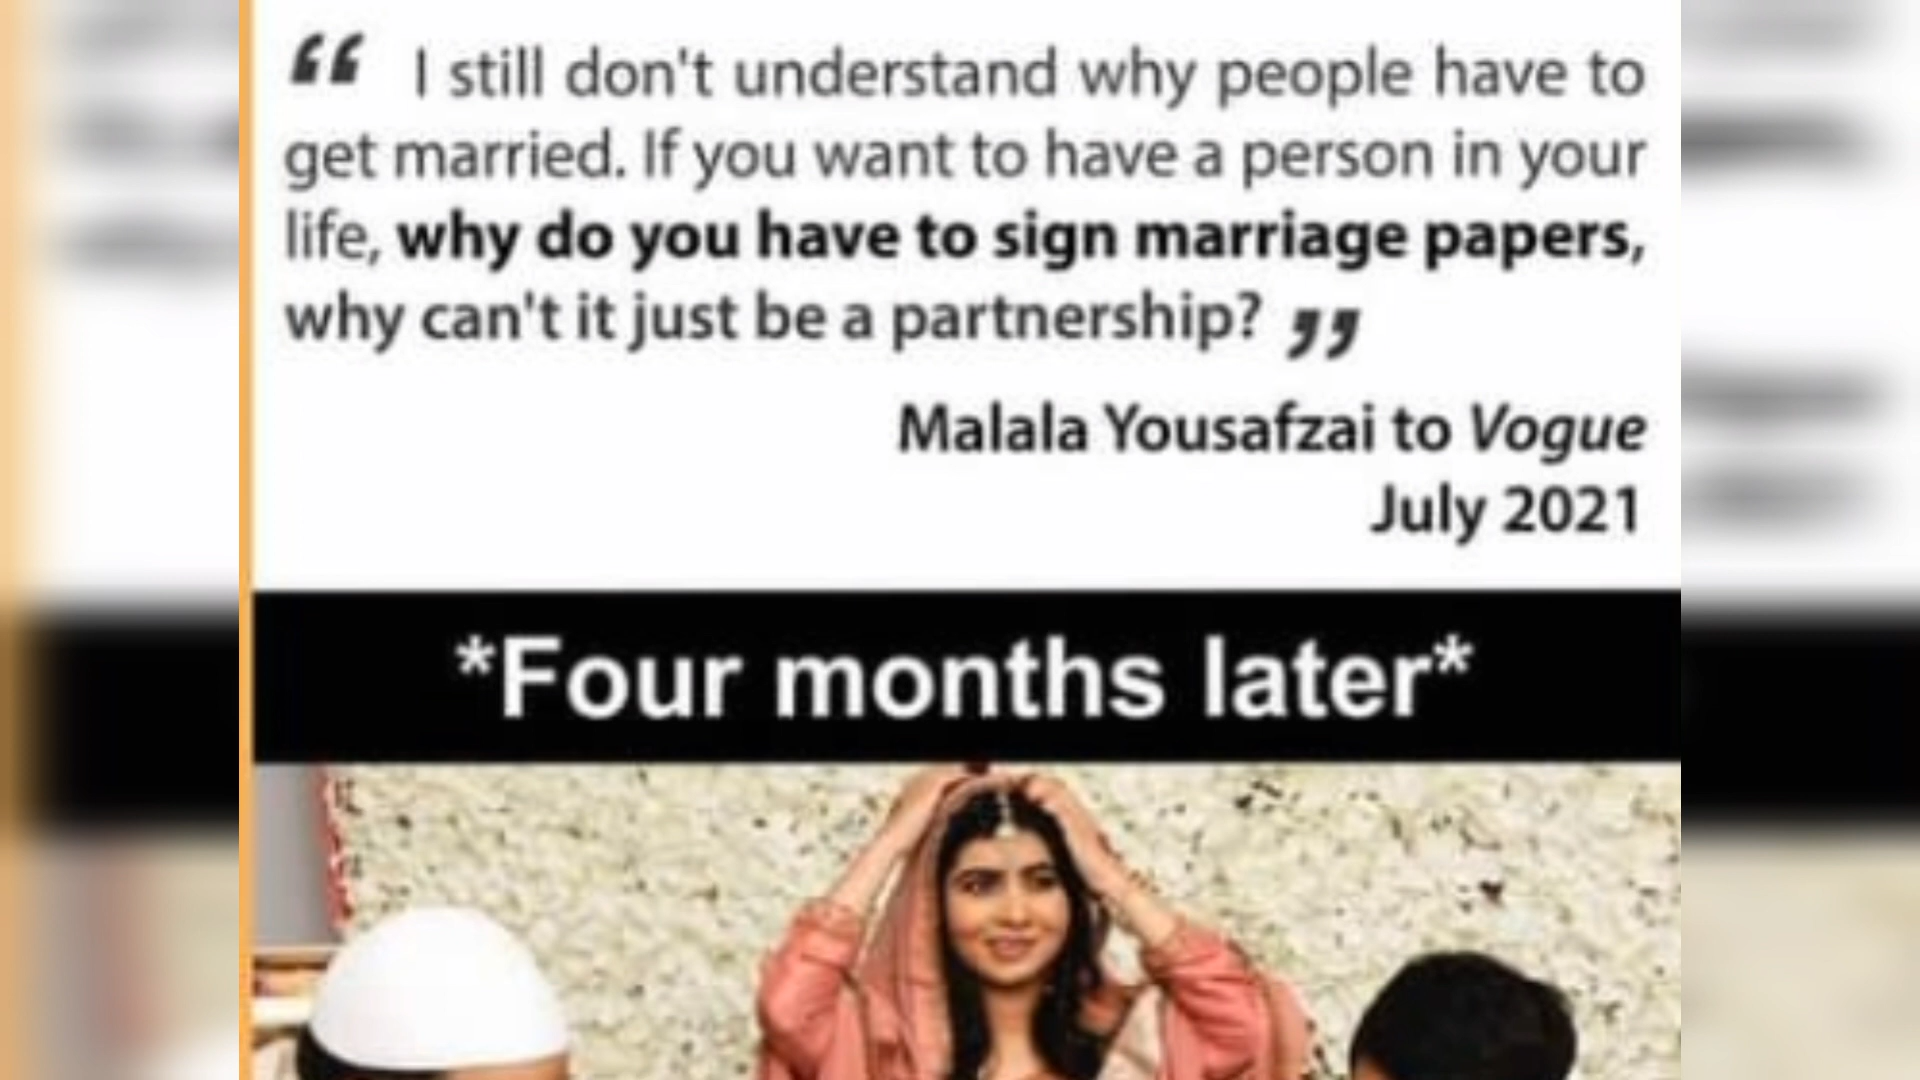 “ I still don't understand why people have to
get married. If you want to have a person in your
life, why do you have to sign marriage papers,
why can't it just be a partnership? ”
Malala Yousafzai to Vogue
July 2021
*Four months later*